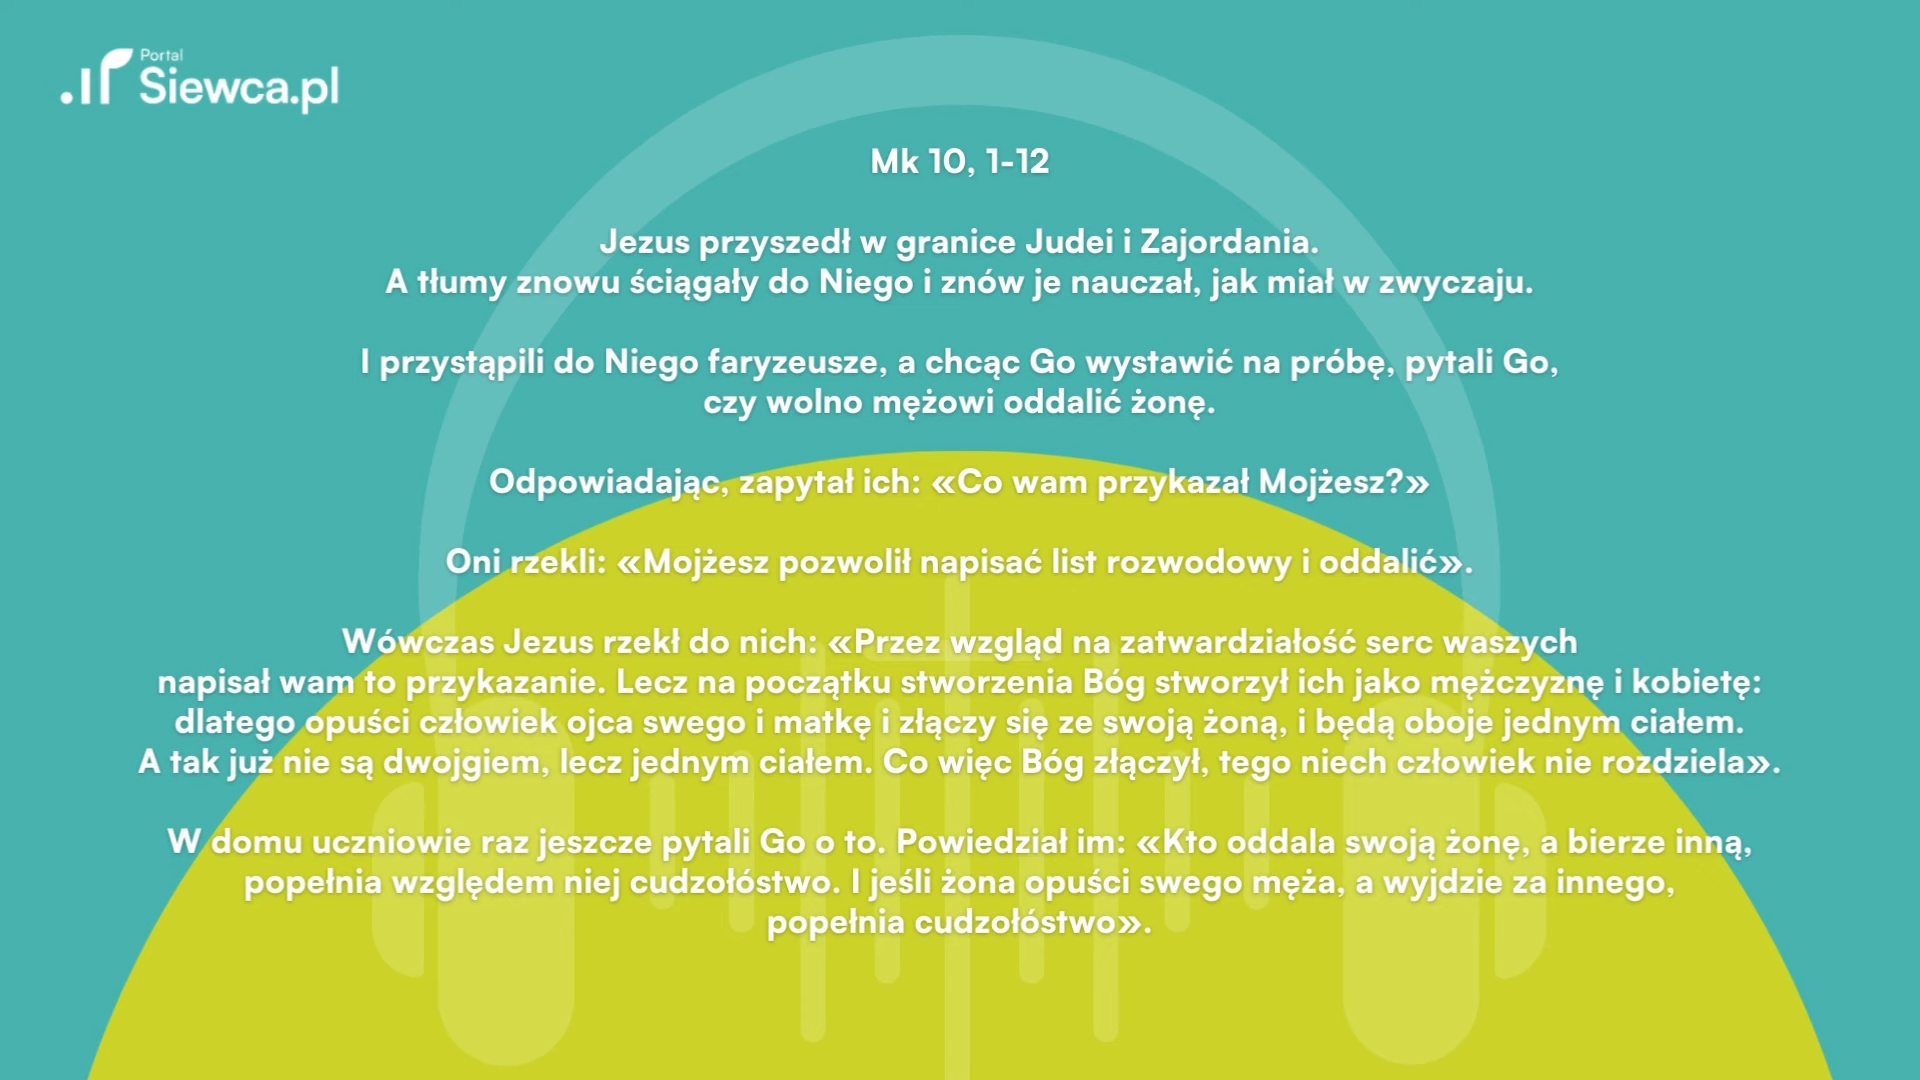 Portal
Siewca.pl
Mk 10, 1-12
Jezus przyszedł w granice Judei i Zajordania.
A tłumy znowu ściągały do Niego i znów je nauczał, jak miał w zwyczaju.
I przystąpili do Niego faryzeusze, a chcąc Go wystawić na próbę, pytali Go,
czy wolno mężowi oddalić żonę.
Odpowiadając, zapytał ich: «Co wam przykazał Mojżesz?»
Oni rzekli: «Mojżesz pozwolił napisać list rozwodowy i oddalić».
Wówczas Jezus rzekł do nich: «Przez wzgląd na zatwardziałość serc waszych
napisał wam to przykazanie. Lecz na początku stworzenia Bóg stworzył ich jako mężczyznę i kobietę:
dlatego opuści człowiek ojca swego i matkę i złączy się ze swoją żoną, i będą oboje jednym ciałem.
A tak już nie są dwojgiem, lecz jednym ciałem. Co więc Bóg złączył, tego niech człowiek nie rozdziela».
W domu uczniowie raz jeszcze pytali Go o to. Powiedział im: «Kto oddala swoją żonę, a bierze inną,
popełnia względem niej cudzołóstwo. I jeśli żona opuści swego męża, a wyjdzie za innego,
popełnia cudzołóstwo».